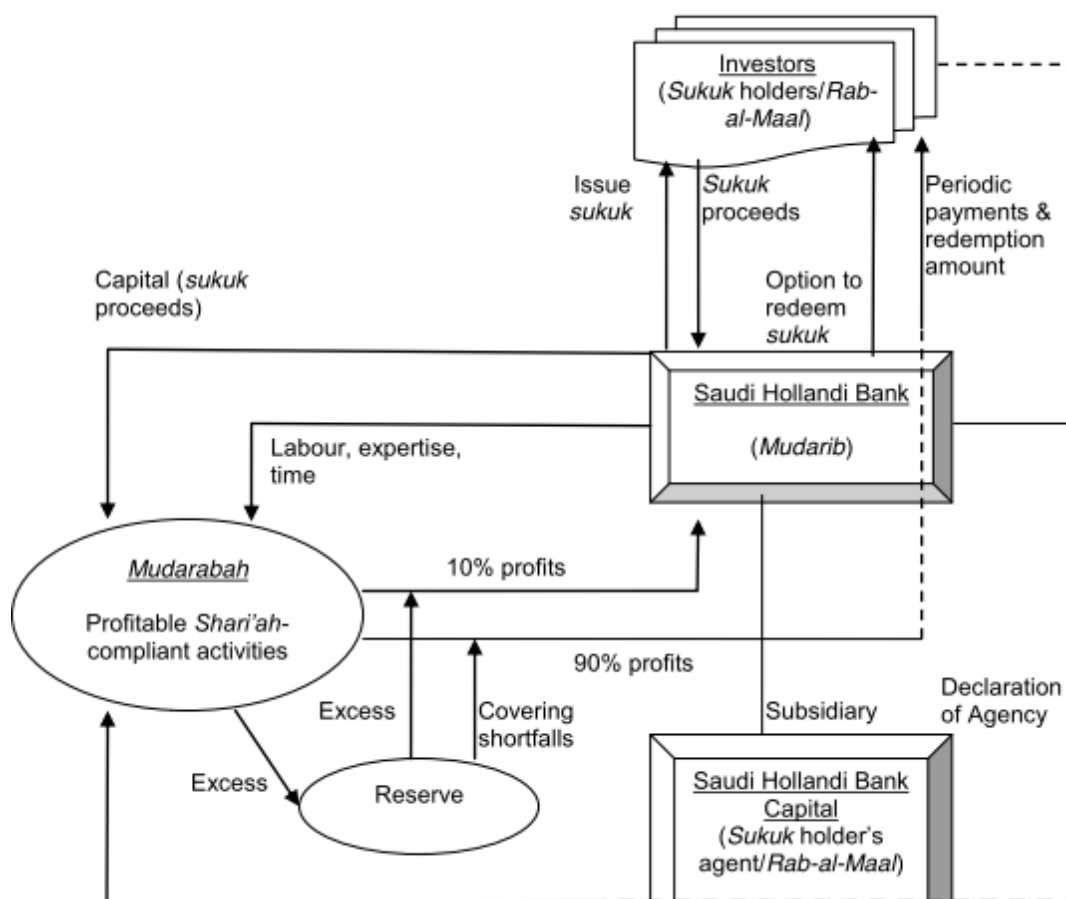 Investors
(Sukuk holders/Rab-
al-Maal)
Issue
sukuk
Sukuk
proceeds
Periodic
payments &
redemption
amount
Option to
redeem
sukuk
Capital (sukuk
proceeds)
Saudi Hollandi Bank
(Mudarib)
Labour, expertise,
time
Mudarabah
Profitable Shari'ah-
compliant activities
10% profits
90% profits
Excess
Covering
shortfalls
Subsidiary
Declaration
of Agency
Excess
Reserve
Saudi Hollandi Bank
Capital
(Sukuk holder's
agent/Rab-al-Maal)